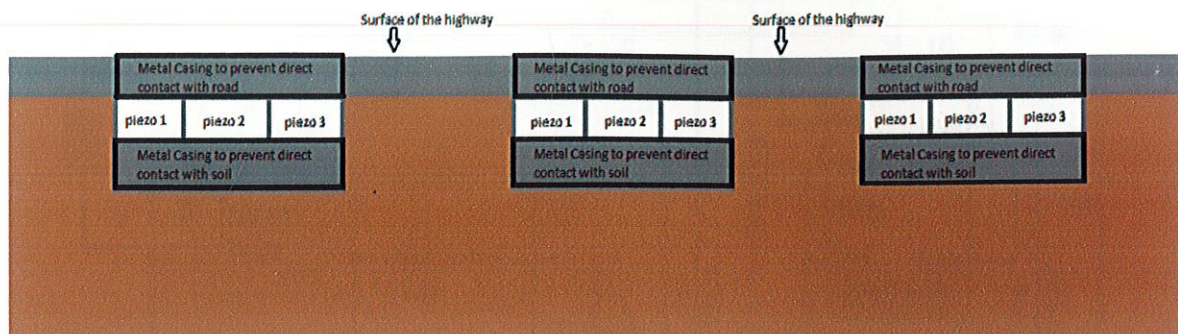 Surface of the highway
Surface of the highway
Metal Casing to prevent direct
contact with road
Metal Casing to prevent direct
contact with road
Metal Casing to prevent direct
contact with road
piezo 1 piezo 2 piezo 3
piezo 1 piezo 2 piezo 3
piezo 1 piezo 2 piezo 3
Metal Casing to prevent direct
contact with soil
Metal Casing to prevent direct
contact with soil
Metal Casing to prevent direct
contact with soil